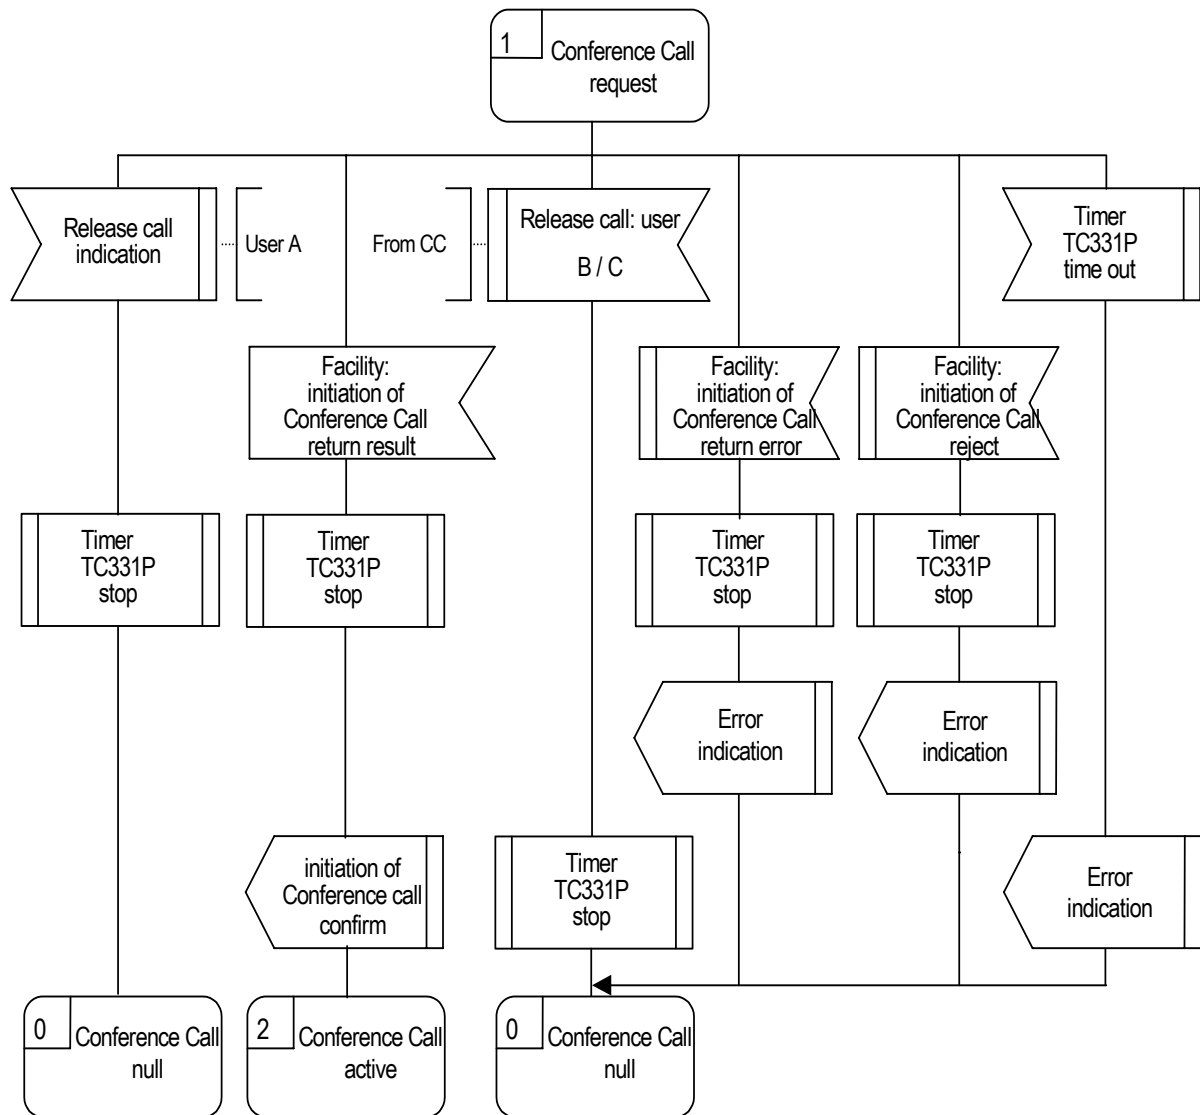 1
Conference Call
request
Release call
indication
User A
From CC
Release call: user
B / C
Timer
TC331P
time out
Facility:
initiation of
Conference Call
return result
Facility:
initiation of
Conference Call
return error
Facility:
initiation of
Conference Call
reject
Timer
TC331P
stop
Timer
TC331P
stop
Timer
TC331P
stop
Timer
TC331P
stop
Error
indication
Error
indication
initiation of
Conference call
confirm
Timer
TC331P
stop
Error
indication
0
Conference Call
null
2
Conference Call
active
0
Conference Call
null